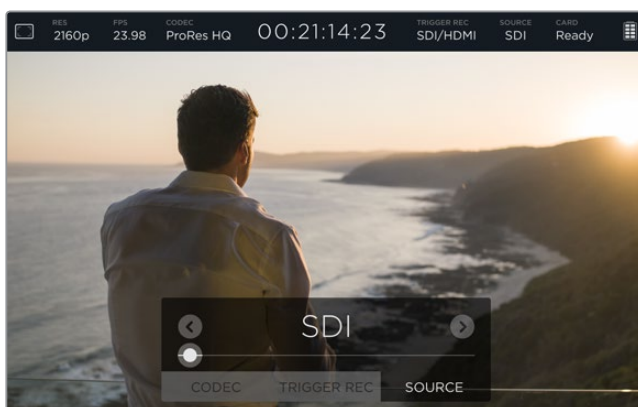 RES FPS CODEC TRIGGER REC SOURCE CARD
2160p 23.98 ProRes HQ 00:21:14:23 SDI/HDMI SDI Ready
SDI
CODEC TRIGGER REC SOURCE